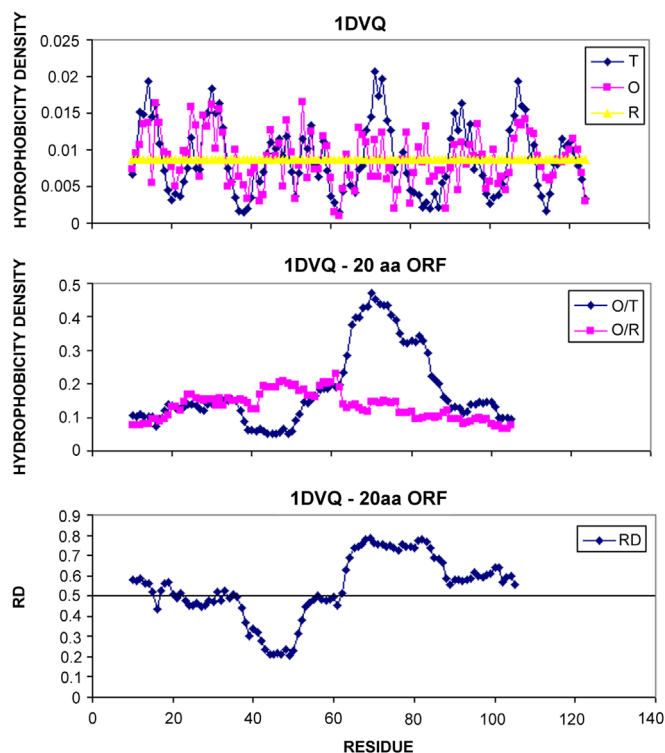 1DVQ
HYDROPHOBICITY DENSITY
0.025
0.02
0.015
0.01
0.005
0
T
O
R
1DVQ - 20 aa ORF
HYDROPHOBICITY DENSITY
0.5
0.4
0.3
0.2
0.1
0
O/T
O/R
1DVQ - 20aa ORF
RD
0.9
0.8
0.7
0.6
0.5
0.4
0.3
0.2
0.1
0
RD
0 20 40 60 80 100 120 140
RESIDUE